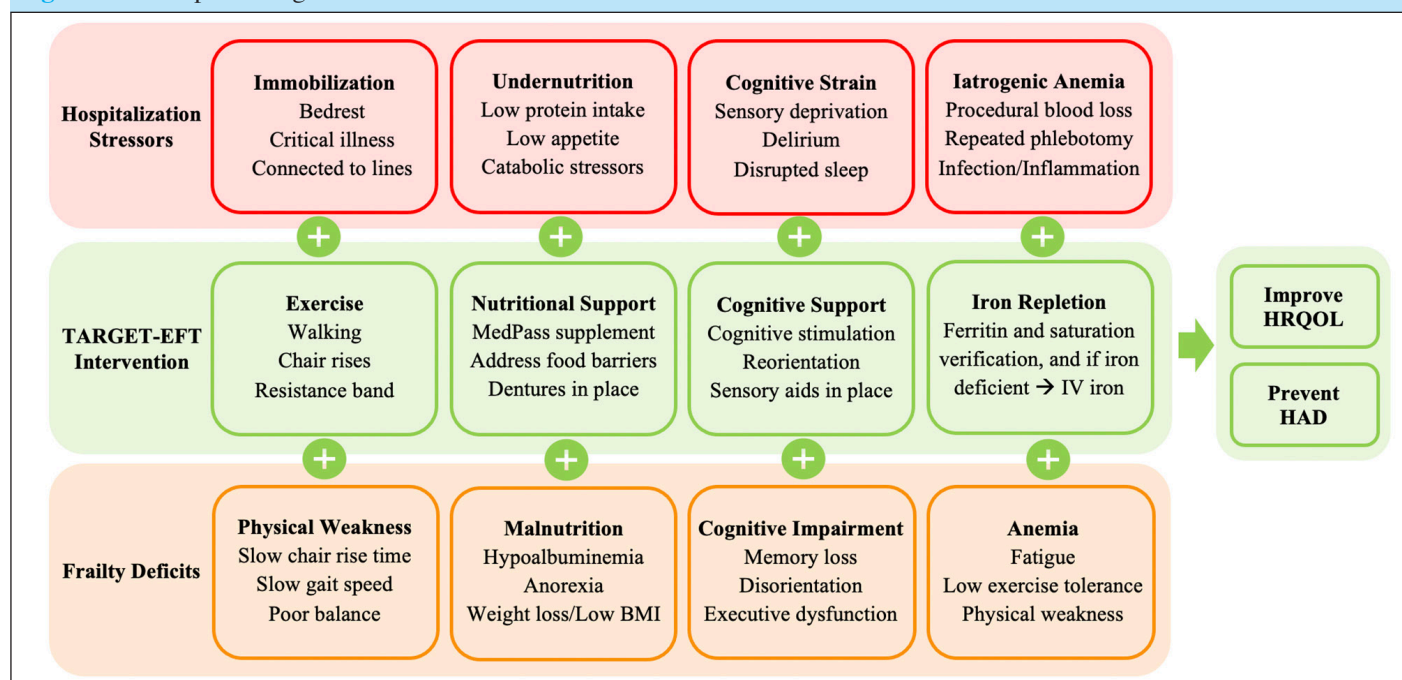 Hospitalization
Stressors
Immobilization
Bedrest
Critical illness
Connected to lines
Undernutrition
Low protein intake
Low appetite
Catabolic stressors
Cognitive Strain
Sensory deprivation
Delirium
Disrupted sleep
Iatrogenic Anemia
Procedural blood loss
Repeated phlebotomy
Infection/Inflammation
+
+
+
+
TARGET-EFT
Intervention
Exercise
Walking
Chair rises
Resistance band
Nutritional Support
MedPass supplement
Address food barriers
Dentures in place
Cognitive Support
Cognitive stimulation
Reorientation
Sensory aids in place
Iron Repletion
Ferritin and saturation
verification, and if iron
deficient → IV iron
Improve
HRQOL
Prevent
HAD
+
+
+
+
Frailty Deficits
Physical Weakness
Slow chair rise time
Slow gait speed
Poor balance
Malnutrition
Hypoalbuminemia
Anorexia
Weight loss/Low BMI
Cognitive Impairment
Memory loss
Disorientation
Executive dysfunction
Anemia
Fatigue
Low exercise tolerance
Physical weakness